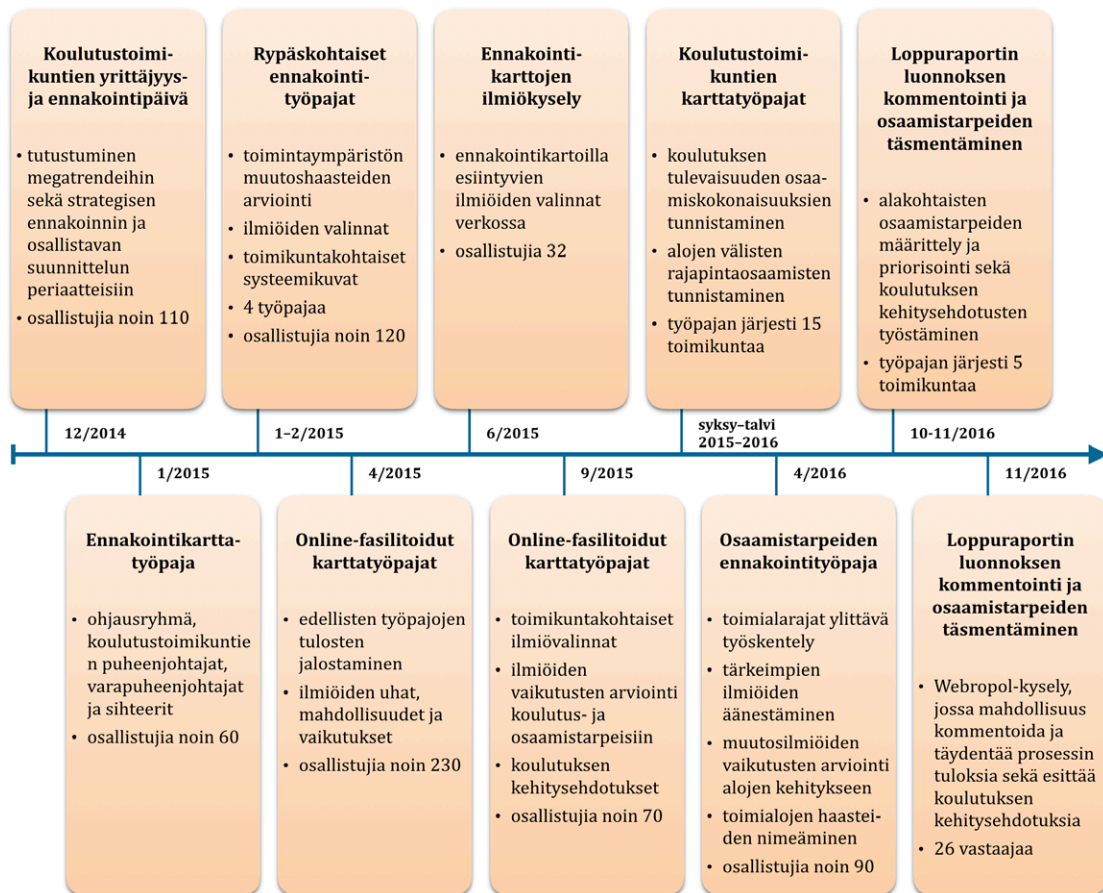 Koulutustoimi-
kuntien yrittäjyys-
ja ennakointipäivä
• tutustuminen
megatrendeihin
sekä strategisen
ennakoinnin ja
osallistavan
suunnittelun
periaatteisiin
• osallistujia noin 110
Rypäskohtaiset
ennakointi-
työpajat
• toimintaympäristön
muutoshaasteiden
arviointi
• ilmiöiden valinnat
• toimikuntakohtaiset
systeemikuvat
• 4 työpajaa
• osallistujia noin 120
Ennakointi-
karttojen
ilmiökysely
• ennakointikartoilla
esiintyvien
ilmiöiden valinnat
verkossa
• osallistujia 32
Koulutustoimi-
kuntien
karttatyöpajat
• koulutuksen
tulevaisuuden osaa-
miskokonaisuuksien
tunnistaminen
• alojen välisten
rajapintaosaamisten
tunnistaminen
• työpajan järjesti 15
toimikuntaa
Loppuraportin
luonnoksen
kommentointi ja
osaamistarpeiden
täsmentäminen
• alakohtaisten
osaamistarpeiden
määrittely ja
priorisointi sekä
koulutuksen
kehitysehdotusten
työstäminen
• työpajan järjesti 5
toimikuntaa
12/2014
1–2/2015
6/2015
syksy–talvi
2015–2016
10-11/2016
1/2015
4/2015
9/2015
4/2016
11/2016
Ennakointikartta-
työpaja
• ohjausryhmä,
koulutustoimikuntie
n puheenjohtajat,
varapuheenjohtajat
ja sihteerit
• osallistujia noin 60
Online-fasilitoidut
karttatyöpajat
• edellisten työpajojen
tulosten
jalostaminen
• ilmiöiden uhat,
mahdollisuudet ja
vaikutukset
• osallistujia noin 230
Online-fasilitoidut
karttatyöpajat
• toimikuntakohtaiset
ilmiövalinnat
• ilmiöiden
vaikutusten arviointi
koulutus- ja
osaamistarpeisiin
• koulutuksen
kehitysehdotukset
• osallistujia noin 70
Osaamistarpeiden
ennakointityöpaja
• toimialarajat ylittävä
työskentely
• tärkeimpien
ilmiöiden
äänestäminen
• muutosilmiöiden
vaikutusten arviointi
alojen kehitykseen
• toimialojen haastei-
den nimeäminen
• osallistujia noin 90
Loppuraportin
luonnoksen
kommentointi ja
osaamistarpeiden
täsmentäminen
• Webropol-kysely,
jossa mahdollisuus
kommentoida ja
täydentää prosessin
tuloksia sekä esittää
koulutuksen
kehitysehdotuksia
• 26 vastaajaa